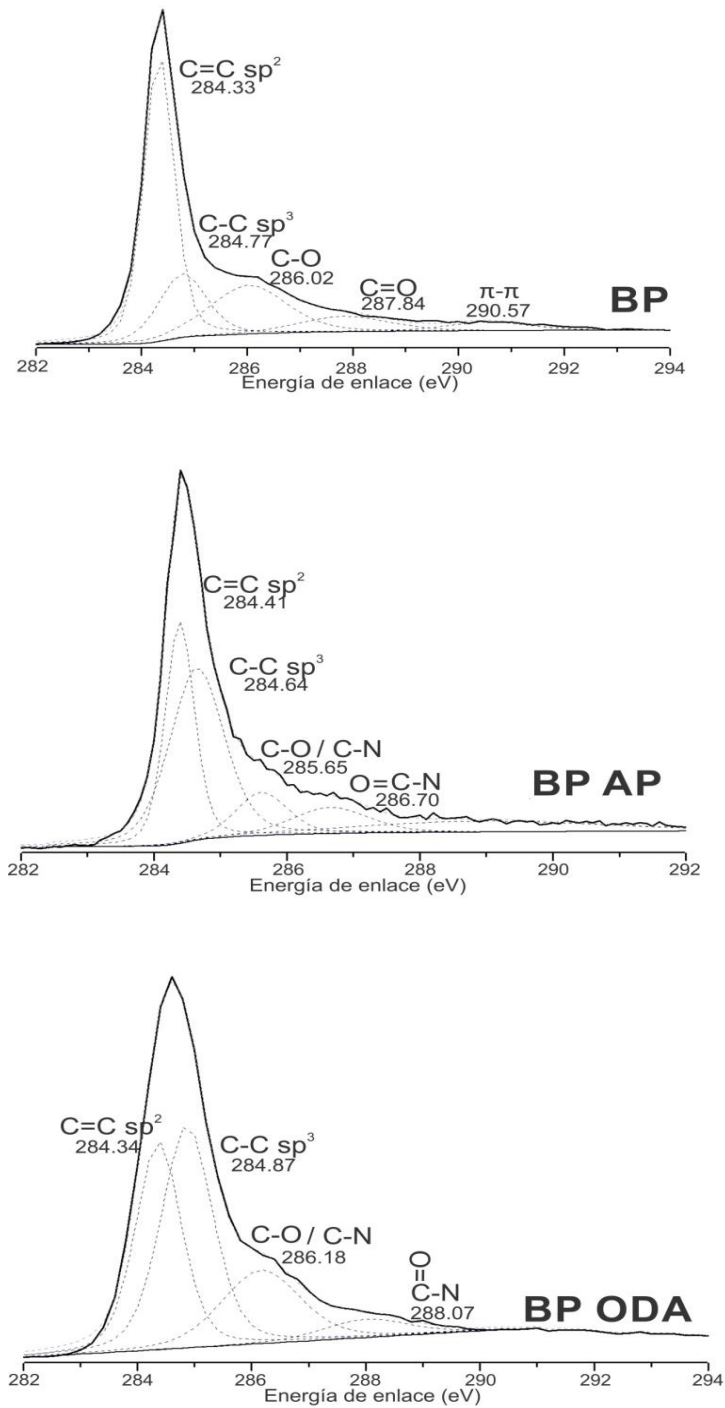 C=C sp²
284.33
C-C sp³
284.77
C-O
286.02
C=O
287.84
π-π
290.57
BP
282 284 286 288 290 292 294
Energía de enlace (eV)
C=C sp²
284.41
C-C sp³
284.64
C-O / C-N
285.65
O=C-N
286.70
BP AP
282 284 286 288 290 292
Energía de enlace (eV)
C=C sp²
284.34
C-C sp³
284.87
C-O / C-N
286.18
O
=
C-N
288.07
BP ODA
282 284 286 288 290 292 294
Energía de enlace (eV)